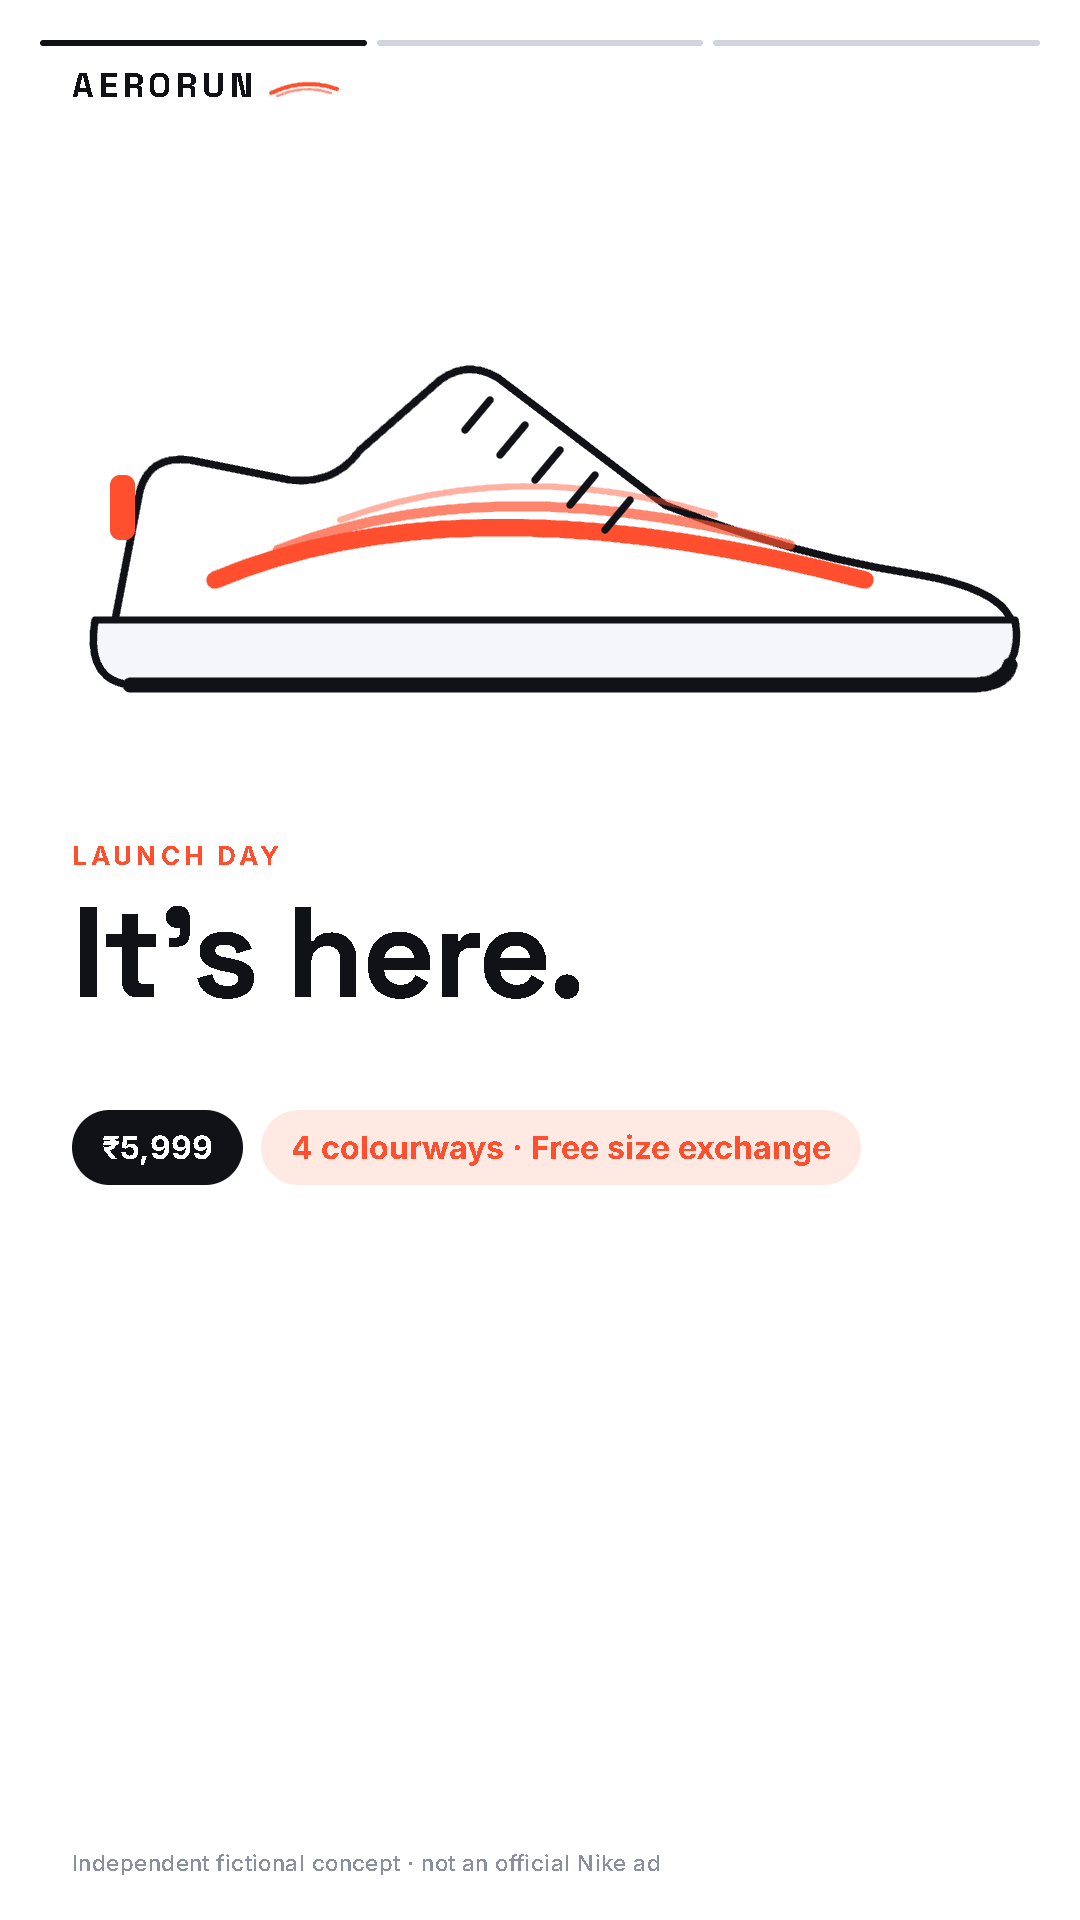 AERORUN
LAUNCH DAY
It’s here.
₹5,999
4 colourways · Free size exchange
Independent fictional concept · not an official Nike ad